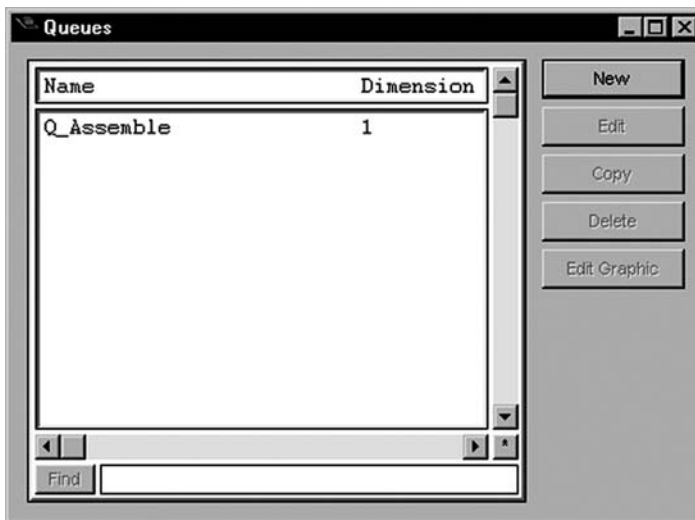 Queues
Name Dimension
Q_Assemble 1
New
Edit
Copy
Delete
Edit Graphic
Find